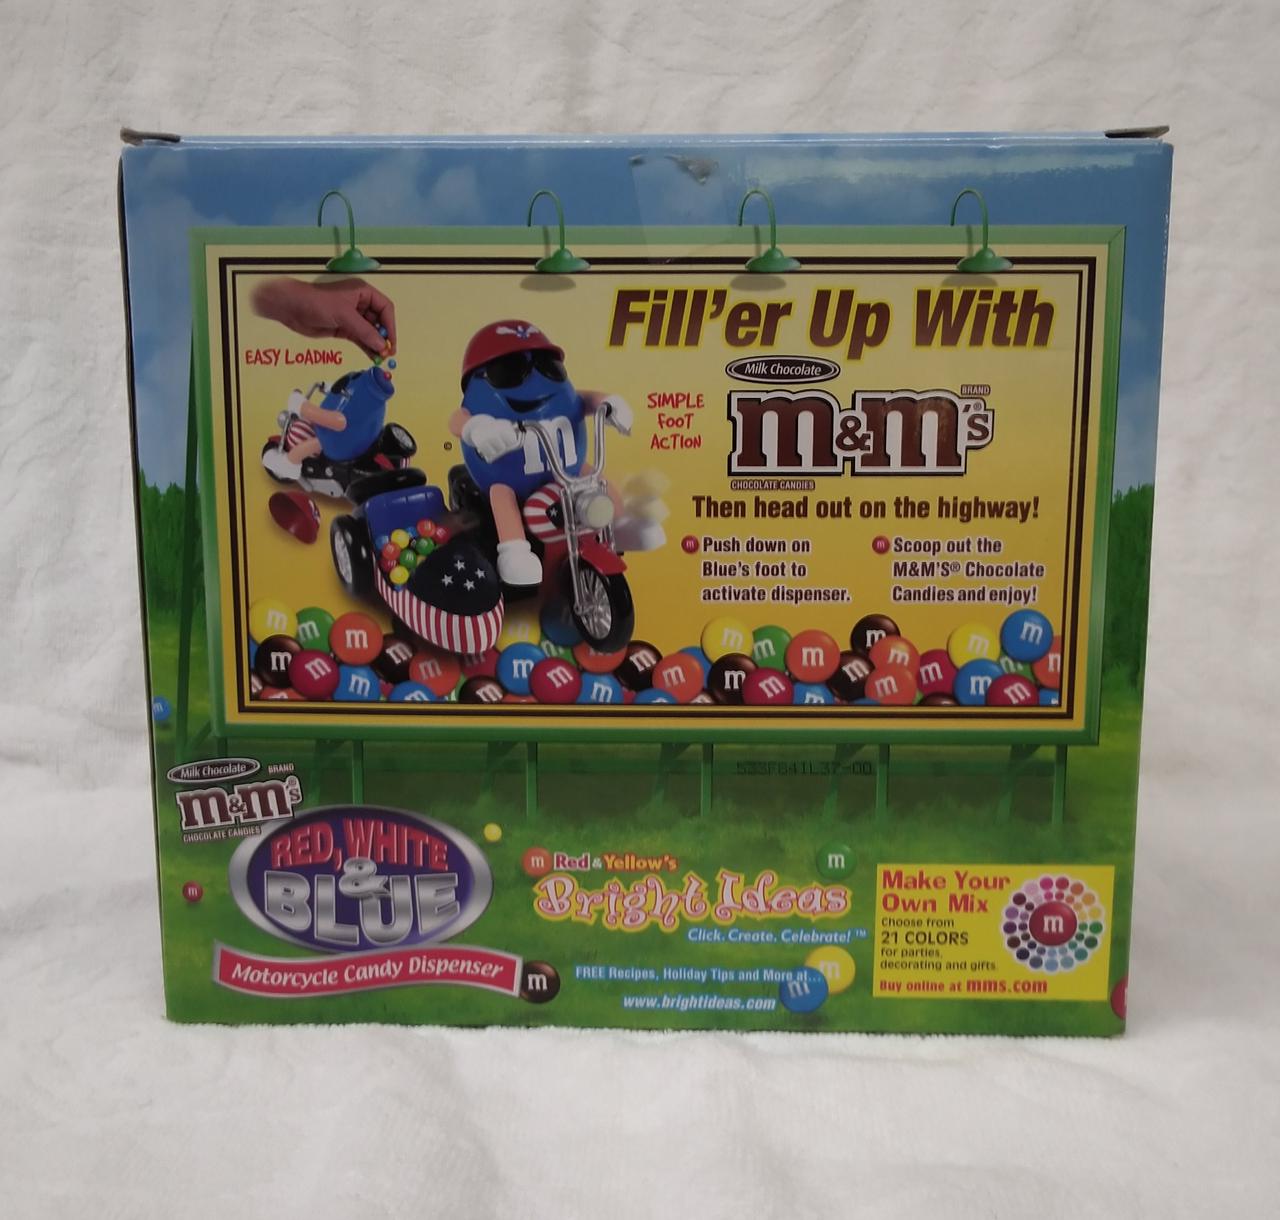 Fill'er Up With
EASY LOADING
Milk Chocolate
SIMPLE
FOOT
ACTION
BRAND
m&m's®
CHOCOLATE CANDIES
Then head out on the highway!
Push down on
Blue's foot to
activate dispenser.
Scoop out the
M&M'S® Chocolate
Candies and enjoy!
533F64IL37-00
Milk Chocolate BRAND
m&m's®
CHOCOLATE CANDIES
RED, WHITE
&
BLUE
Motorcycle Candy Dispenser
Red & Yellow's
Bright Ideas
Click. Create. Celebrate!™
FREE Recipes, Holiday Tips and More at...
www.brightideas.com
Make Your
Own Mix
Choose from
21 COLORS
for parties,
decorating and gifts.
Buy online at mms.com